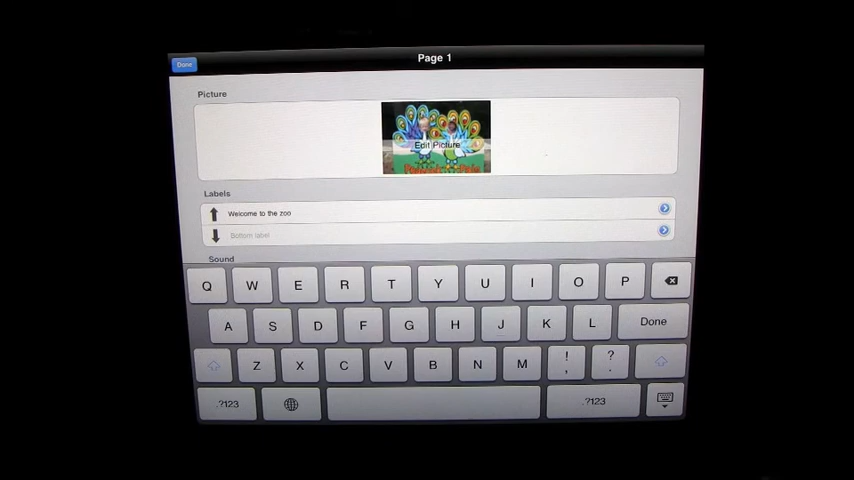 Page 1
Done
Picture
Edit Picture
Labels
Welcome to the zoo
Bottom label
Sound
Q W E R T Y U I O P
A S D F G H J K L Done
Z X C V B N M ! , ? .
.?123 .?123